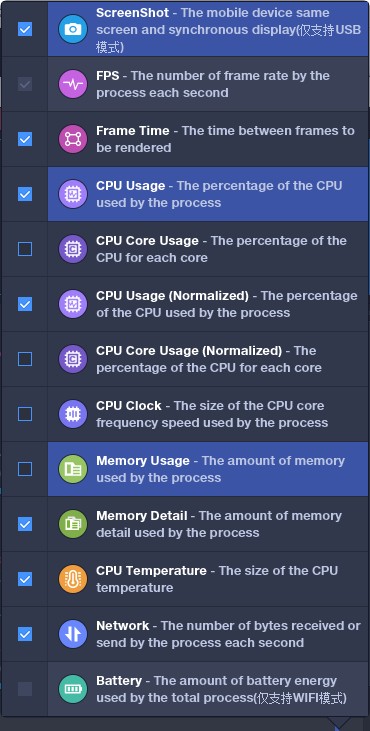 ScreenShot - The mobile device same
screen and synchronous display(仅支持USB
模式)
FPS - The number of frame rate by the
process each second
Frame Time - The time between frames to
be rendered
CPU Usage - The percentage of the CPU
used by the process
CPU Core Usage - The percentage of the
CPU for each core
CPU Usage (Normalized) - The percentage
of the CPU used by the process
CPU Core Usage (Normalized) - The
percentage of the CPU for each core
CPU Clock - The size of the CPU core
frequency speed used by the process
Memory Usage - The amount of memory
used by the process
Memory Detail - The amount of memory
detail used by the process
CPU Temperature - The size of the CPU
temperature
Network - The number of bytes received or
send by the process each second
Battery - The amount of battery energy
used by the total process(仅支持WIFI模式)